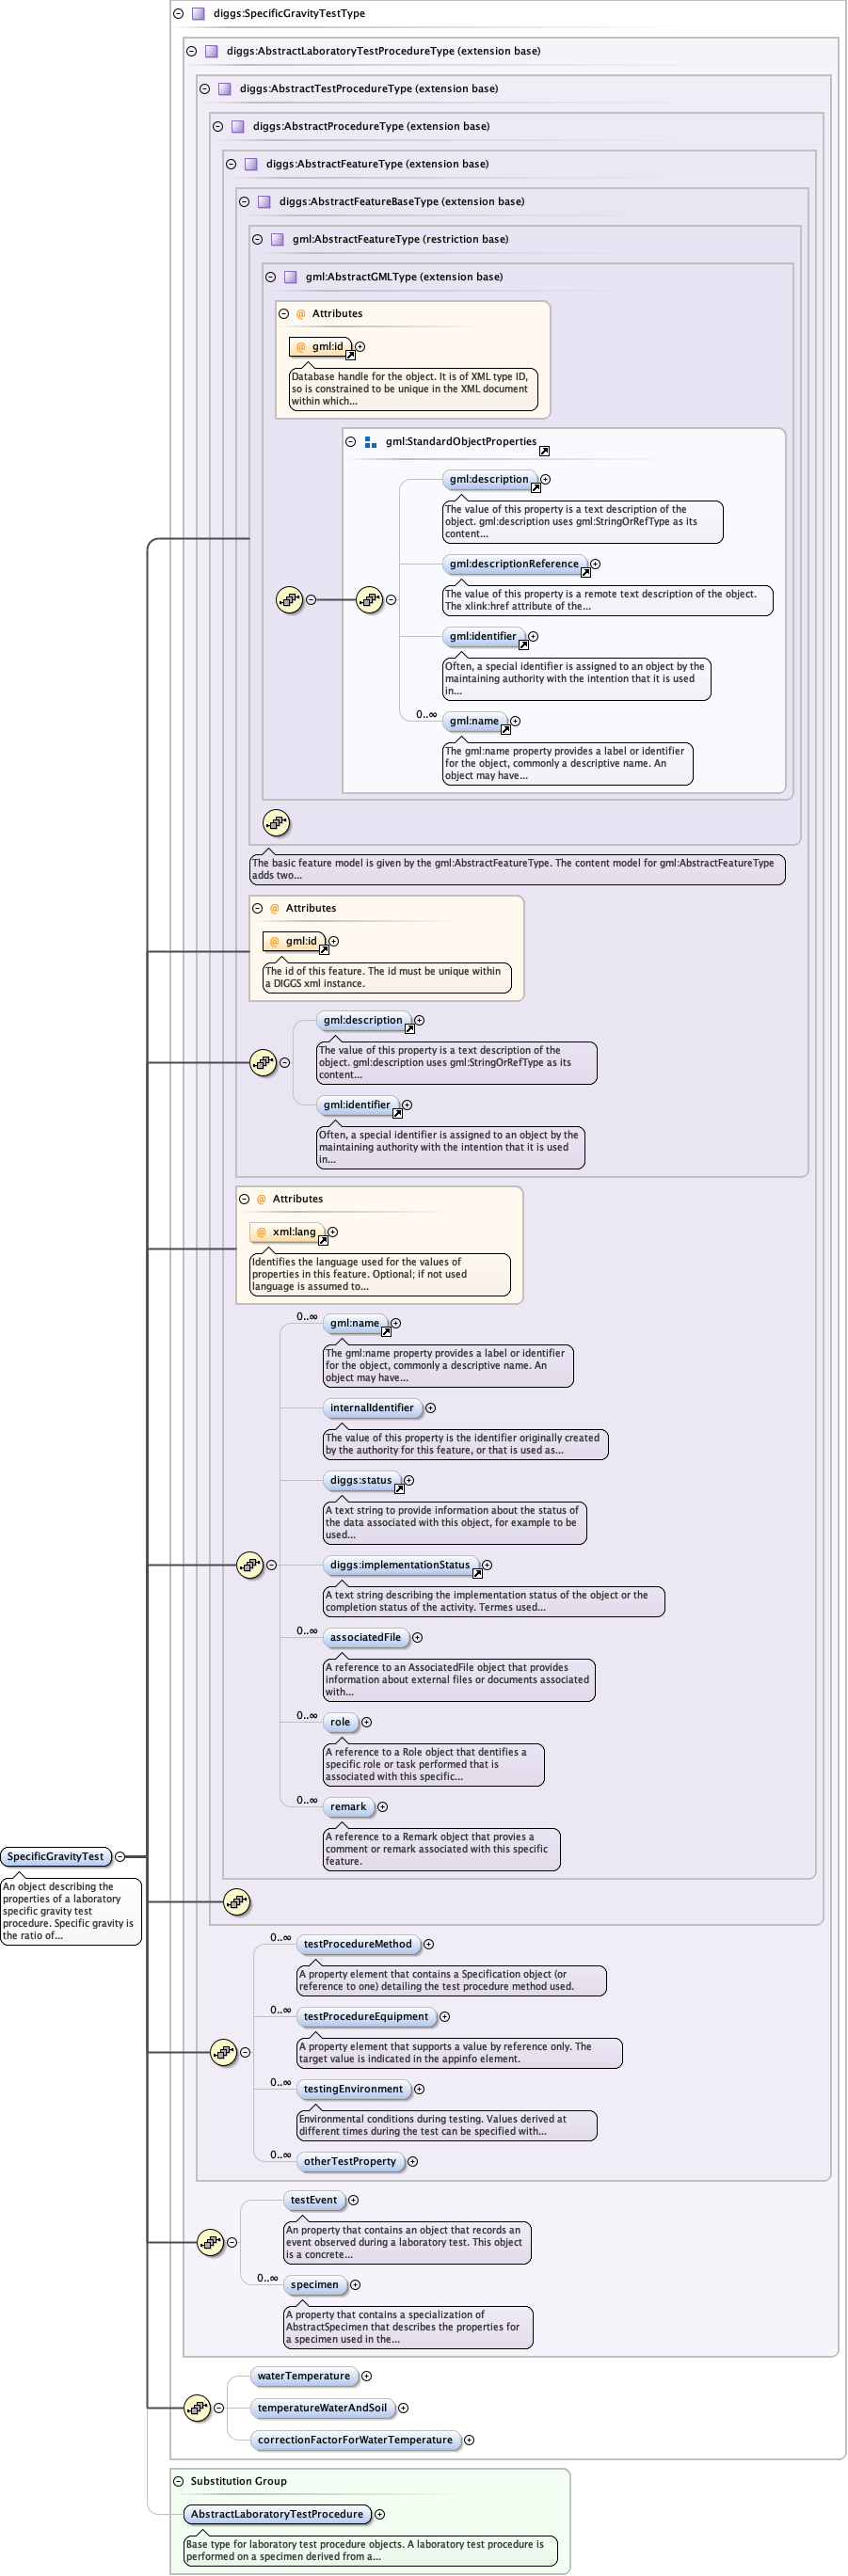 diggs:SpecificGravityTestType
diggs:AbstractLaboratoryTestProcedureType (extension base)
diggs:AbstractTestProcedureType (extension base)
diggs:AbstractProcedureType (extension base)
diggs:AbstractFeatureType (extension base)
diggs:AbstractFeatureBaseType (extension base)
gml:AbstractFeatureType (restriction base)
gml:AbstractGMLType (extension base)
@ Attributes
@ gml:id
Database handle for the object. It is of XML type ID,
so is constrained to be unique in the XML document
within which...
gml:StandardObjectProperties
gml:description
The value of this property is a text description of the
object. gml:description uses gml:StringOrRefType as its
content...
gml:descriptionReference
The value of this property is a remote text description of the object.
The xlink:href attribute of the...
gml:identifier
Often, a special identifier is assigned to an object by the
maintaining authority with the intention that it is used
in...
0..∞
gml:name
The gml:name property provides a label or identifier
for the object, commonly a descriptive name. An
object may have...
The basic feature model is given by the gml:AbstractFeatureType. The content model for gml:AbstractFeatureType
adds two...
@ Attributes
@ gml:id
The id of this feature. The id must be unique within
a DIGGS xml instance.
gml:description
The value of this property is a text description of the
object. gml:description uses gml:StringOrRefType as its
content...
gml:identifier
Often, a special identifier is assigned to an object by the
maintaining authority with the intention that it is used
in...
@ Attributes
@ xml:lang
Identifies the language used for the values of
properties in this feature. Optional; if not used
language is assumed to...
0..∞
gml:name
The gml:name property provides a label or identifier
for the object, commonly a descriptive name. An
object may have...
internalIdentifier
The value of this property is the identifier originally created
by the authority for this feature, or that is used as...
diggs:status
A text string to provide information about the status of
the data associated with this object, for example to be
used...
diggs:implementationStatus
A text string describing the implementation status of the object or the
completion status of the activity. Termes used...
0..∞
associatedFile
A reference to an AssociatedFile object that provides
information about external files or documents associated
with...
0..∞
role
A reference to a Role object that dentifies a
specific role or task performed that is
associated with this specific...
0..∞
remark
A reference to a Remark object that provies a
comment or remark associated with this specific
feature.
SpecificGravityTest
An object describing the
properties of a laboratory
specific gravity test
procedure. Specific gravity is
the ratio of...
0..∞
testProcedureMethod
A property element that contains a Specification object (or
reference to one) detailing the test procedure method used.
0..∞
testProcedureEquipment
A property element that supports a value by reference only. The
target value is indicated in the appinfo element.
0..∞
testingEnvironment
Environmental conditions during testing. Values derived at
different times during the test can be specified with...
0..∞
otherTestProperty
testEvent
An property that contains an object that records an
event observed during a laboratory test. This object
is a concrete...
0..∞
specimen
A property that contains a specialization of
AbstractSpecimen that describes the properties for
a specimen used in the...
waterTemperature
temperatureWaterAndSoil
correctionFactorForWaterTemperature
Substitution Group
AbstractLaboratoryTestProcedure
Base type for laboratory test procedure objects. A laboratory test procedure is
performed on a specimen derived from a...